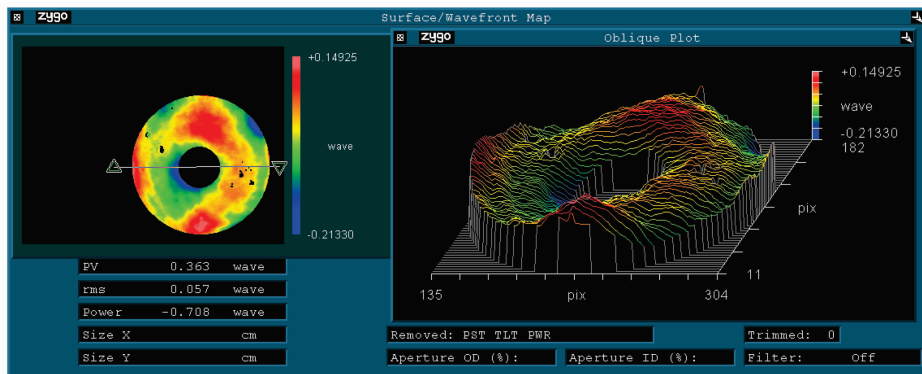 zygo
Surface/Wavefront Map
+0.14925
wave
-0.21330
PV 0.363 wave
rms 0.057 wave
Power -0.708 wave
Size X cm
Size Y cm
zygo
Oblique Plot
+0.14925
wave
-0.21330
182
pix
11
135
pix
304
Removed: PST TLT PWR
Trimmed: 0
Aperture OD (%):
Aperture ID (%):
Filter: Off